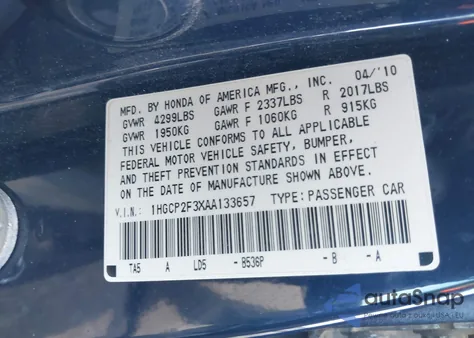 MFD. BY HONDA OF AMERICA MFG., INC. 04/'10
GVWR 4299LBS GAWR F 2337LBS R 2017LBS
GVWR 1950KG GAWR F 1060KG R 915KG
THIS VEHICLE CONFORMS TO ALL APPLICABLE
FEDERAL MOTOR VEHICLE SAFETY, BUMPER,
AND THEFT PREVENTION STANDARDS IN EFFECT
ON THE DATE OF MANUFACTURE SHOWN ABOVE.
V.I.N.: 1HGCP2F3XAA133657 TYPE: PASSENGER CAR
TA5 A LD5 - B536P - B - A
autoSnap